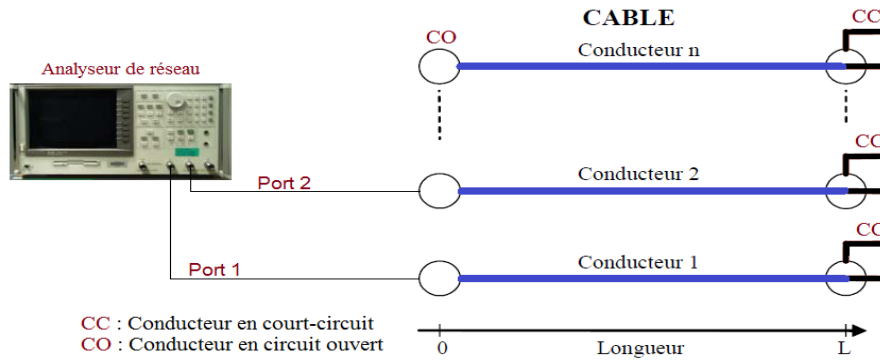 CABLE
CC
CO
Conducteur n
Analyseur de réseau
CC
Port 2
Conducteur 2
CC
Port 1
Conducteur 1
CC : Conducteur en court-circuit
CO : Conducteur en circuit ouvert
0
Longueur
L